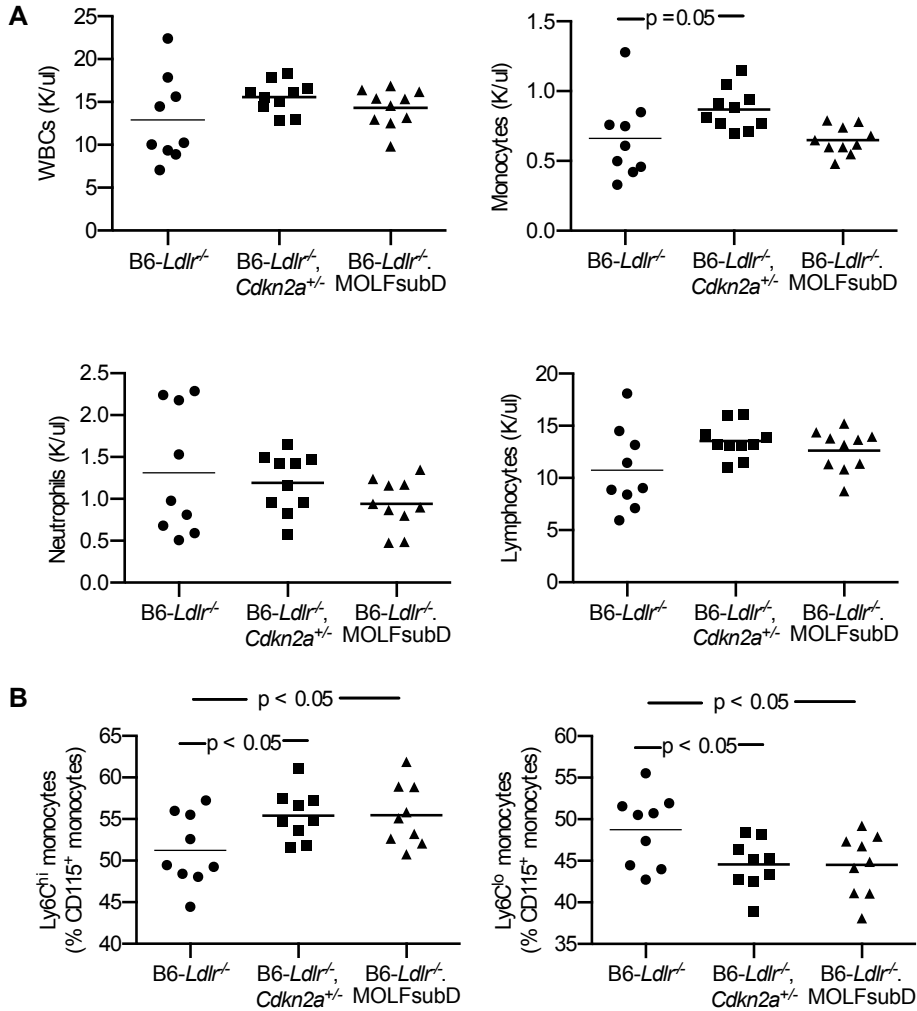 A
WBCs (K/ul)
25
20
15
10
5
0
B6-Ldlr-/-
B6-Ldlr-/-,
Cdkn2a+/-
B6-Ldlr-/-.
MOLFsubD
Monocytes (K/ul)
p =0.05
1.5
1.0
0.5
0.0
B6-Ldlr-/-
B6-Ldlr-/-,
Cdkn2a+/-
B6-Ldlr-/-.
MOLFsubD
Neutrophils (K/ul)
2.5
2.0
1.5
1.0
0.5
0.0
B6-Ldlr-/-
B6-Ldlr-/-,
Cdkn2a+/-
B6-Ldlr-/-.
MOLFsubD
Lymphocytes (K/ul)
20
15
10
5
0
B6-Ldlr-/-
B6-Ldlr-/-,
Cdkn2a+/-
B6-Ldlr-/-.
MOLFsubD
B
p < 0.05
p < 0.05
Ly6Chi monocytes
(% CD115+ monocytes)
65
60
55
50
45
40
B6-Ldlr-/-
B6-Ldlr-/-,
Cdkn2a+/-
B6-Ldlr-/-.
MOLFsubD
p < 0.05
p < 0.05
Ly6Clo monocytes
(% CD115+ monocytes)
60
55
50
45
40
35
B6-Ldlr-/-
B6-Ldlr-/-,
Cdkn2a+/-
B6-Ldlr-/-.
MOLFsubD